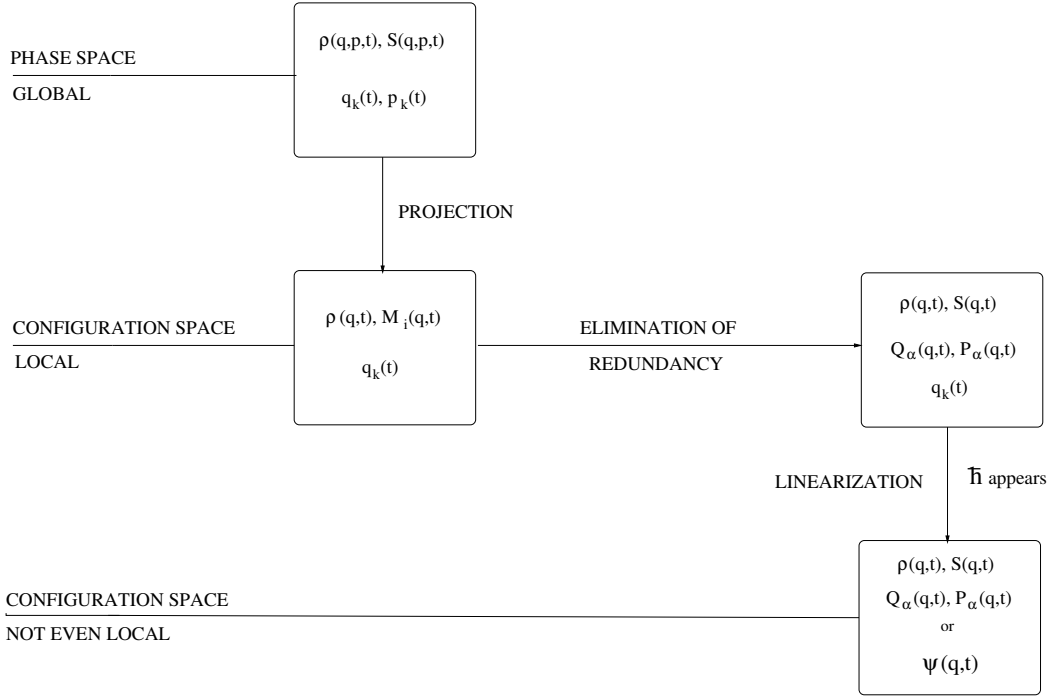 ρ(q,p,t), S(q,p,t)
PHASE SPACE
GLOBAL
q_k(t), p_k(t)
PROJECTION
ρ(q,t), M_i(q,t)
CONFIGURATION SPACE
LOCAL
q_k(t)
ELIMINATION OF
REDUNDANCY
ρ(q,t), S(q,t)
Q_α(q,t), P_α(q,t)
q_k(t)
LINEARIZATION
ħ appears
ρ(q,t), S(q,t)
Q_α(q,t), P_α(q,t)
or
ψ(q,t)
CONFIGURATION SPACE
NOT EVEN LOCAL